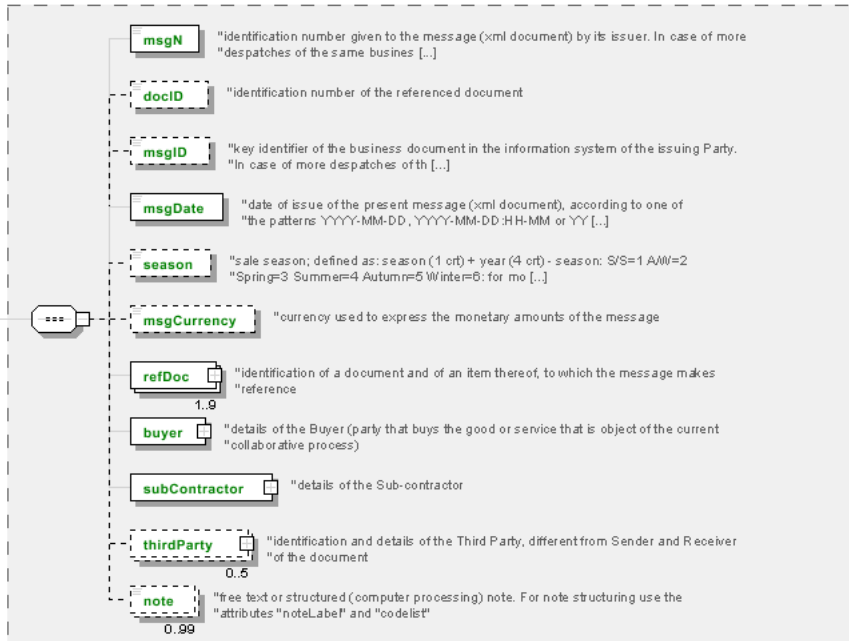 msgN
"identification number given to the message (xml document) by its issuer. In case of more
"despatches of the same busines [...]
docID
"identification number of the referenced document
msgID
"key identifier of the business document in the information system of the issuing Party.
"In case of more despatches of th [...]
msgDate
"date of issue of the present message (xml document), according to one of
"the patterns YYYY-MM-DD, YYYY-MM-DD:HH-MM or YY [...]
season
"sale season; defined as: season (1 crt) + year (4 crt) - season: S/S=1 A/W=2
"Spring=3 Summer=4 Autumn=5 Winter=6: for mo [...]
msgCurrency
"currency used to express the monetary amounts of the message
refDoc
"identification of a document and of an item thereof, to which the message makes
"reference
1..9
buyer
"details of the Buyer (party that buys the good or service that is object of the current
"collaborative process)
subContractor
"details of the Sub-contractor
thirdParty
"identification and details of the Third Party, different from Sender and Receiver
"of the document
0..5
note
"free text or structured (computer processing) note. For note structuring use the
"attributes "noteLabel" and "codelist"
0..99